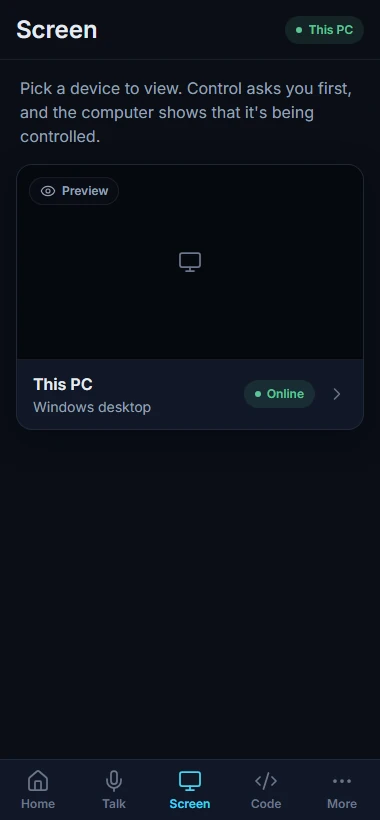 Screen
This PC
Pick a device to view. Control asks you first,
and the computer shows that it's being
controlled.
Preview
This PC
Windows desktop
Online
Home
Talk
Screen
Code
More